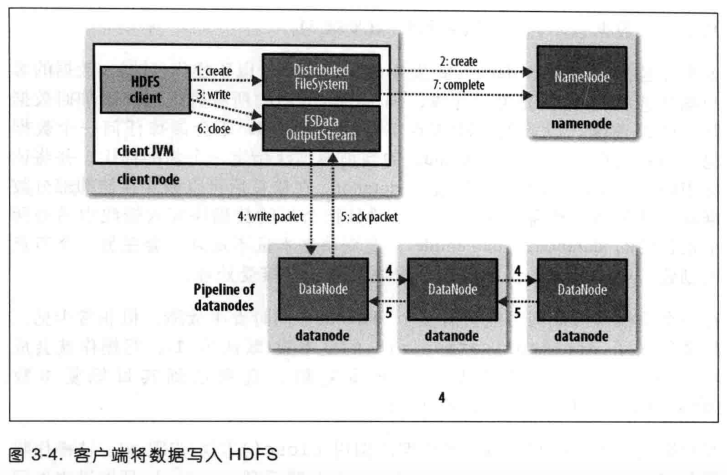 1: create
2: create
HDFS
client
Distributed
FileSystem
NameNode
3: write
7: complete
6: close
FSData
OutputStream
namenode
client JVM
client node
4: write packet
5: ack packet
Pipeline of
datanodes
DataNode
4
5
DataNode
4
5
DataNode
datanode
datanode
datanode
4
图 3-4. 客户端将数据写入 HDFS